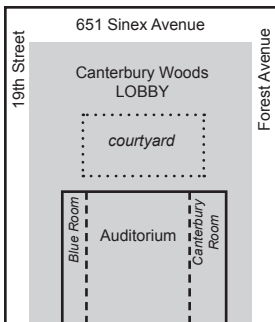 651 Sinex Avenue
19th Street
Forest Avenue
Canterbury Woods
LOBBY
courtyard
Blue Room
Auditorium
Canterbury
Room